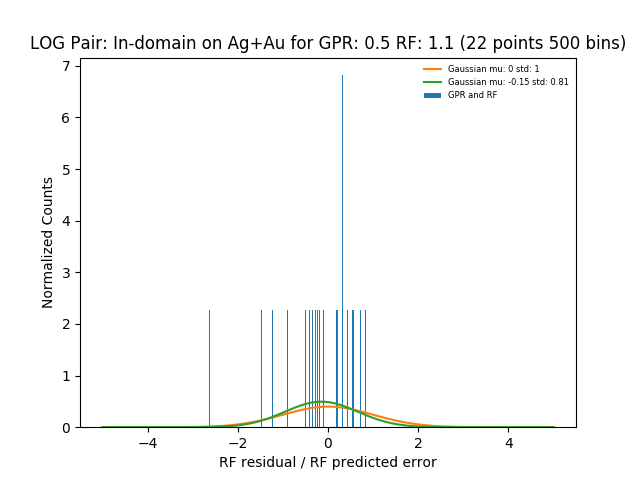 LOG Pair: In-domain on Ag+Au for GPR: 0.5 RF: 1.1 (22 points 500 bins)
Gaussian mu: 0 std: 1
Gaussian mu: -0.15 std: 0.81
GPR and RF
Normalized Counts
7
6
5
4
3
2
1
0
−4
−2
0
2
4
RF residual / RF predicted error